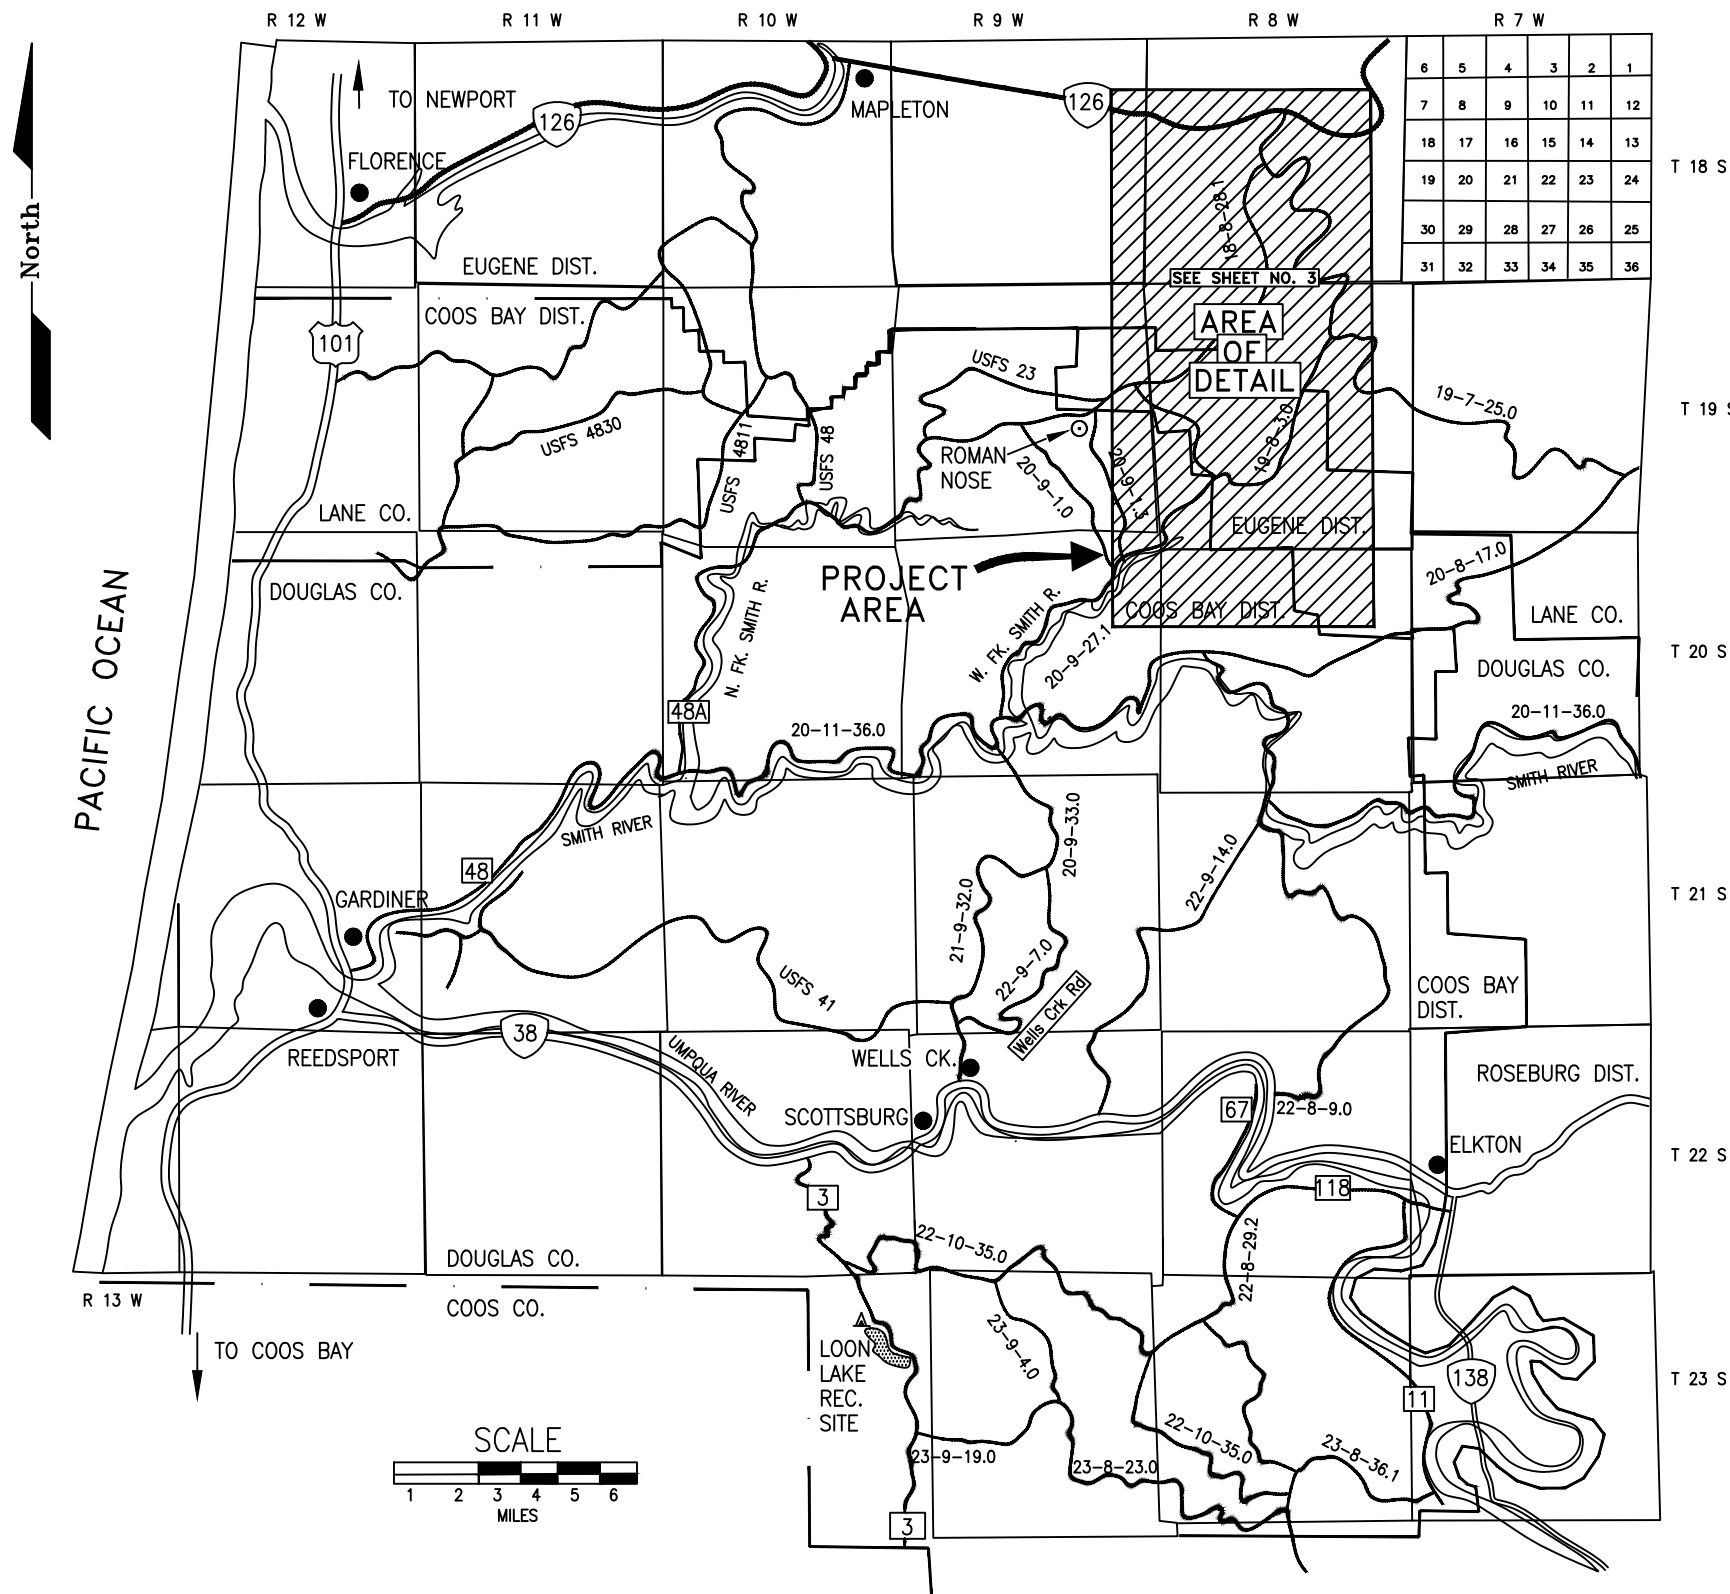 R 12 W
R 11 W
R 10 W
R 9 W
R 8 W
R 7 W
North
TO NEWPORT
126
MAPLETON
126
FLORENCE
6 5 4 3 2 1
7 8 9 10 11 12
18 17 16 15 14 13
19 20 21 22 23 24
30 29 28 27 26 25
31 32 33 34 35 36
T 18 S
18-8-28.1
EUGENE DIST.
SEE SHEET NO. 3
COOS BAY DIST.
101
AREA
OF
DETAIL
USFS 23
19-7-25.0
T 19 S
USFS 4830
USFS 4811
USFS 48
ROMAN
NOSE
20-9-1.0
20-9-1.3
19-8-3.0
LANE CO.
EUGENE DIST.
DOUGLAS CO.
PROJECT
AREA
20-8-17.0
N. FK. SMITH R.
W. FK. SMITH R.
COOS BAY DIST.
LANE CO.
20-9-27.1
T 20 S
DOUGLAS CO.
PACIFIC OCEAN
48A
20-11-36.0
20-11-36.0
SMITH RIVER
SMITH RIVER
20-9-33.0
48
22-9-14.0
GARDINER
21-9-32.0
T 21 S
USFS 41
22-9-7.0
Wells Crk Rd
COOS BAY
DIST.
38
REEDSPORT
UMPQUA RIVER
WELLS CK.
ROSEBURG DIST.
SCOTTSBURG
67
22-8-9.0
ELKTON
T 22 S
3
118
22-10-35.0
22-8-29.2
DOUGLAS CO.
R 13 W
COOS CO.
TO COOS BAY
LOON
LAKE
REC.
SITE
23-9-4.0
138
T 23 S
11
SCALE
1 2 3 4 5 6
MILES
23-9-19.0
22-10-35.0
23-8-23.0
23-8-36.1
3